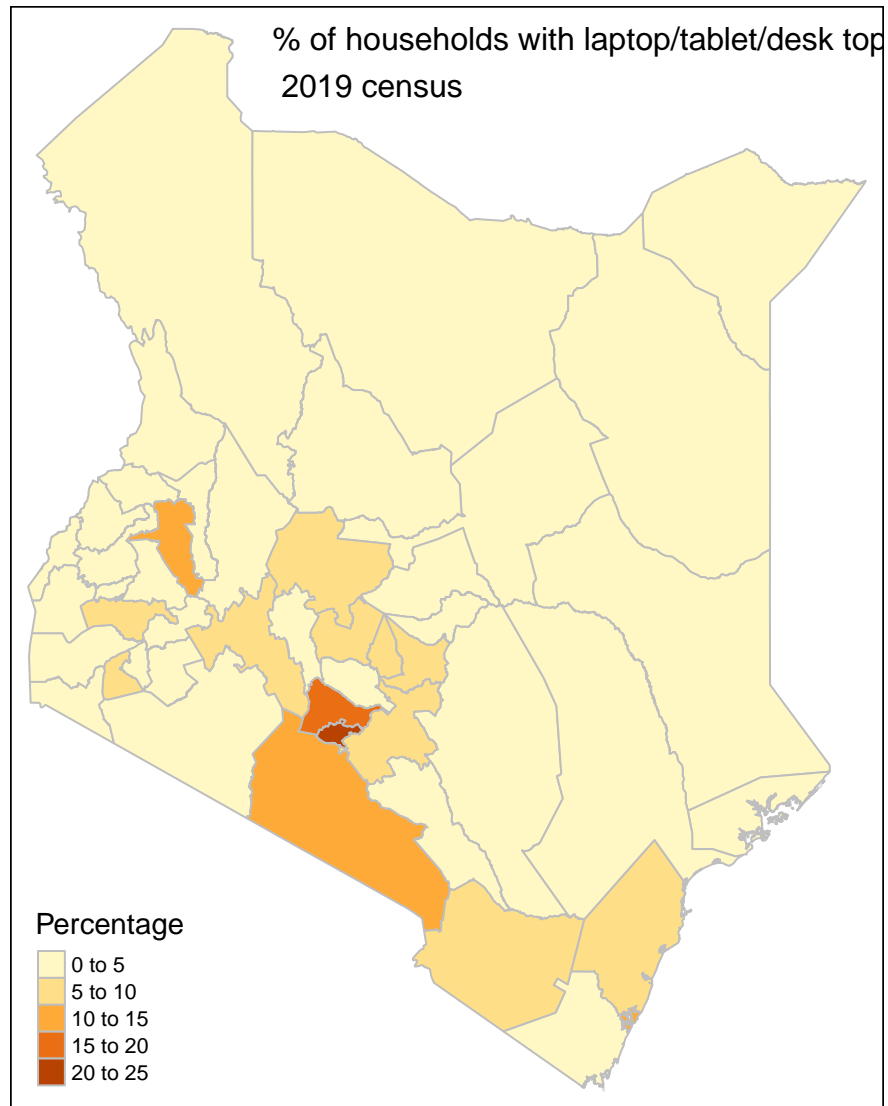 % of households with laptop/tablet/desk top
2019 census
Percentage
0 to 5
5 to 10
10 to 15
15 to 20
20 to 25